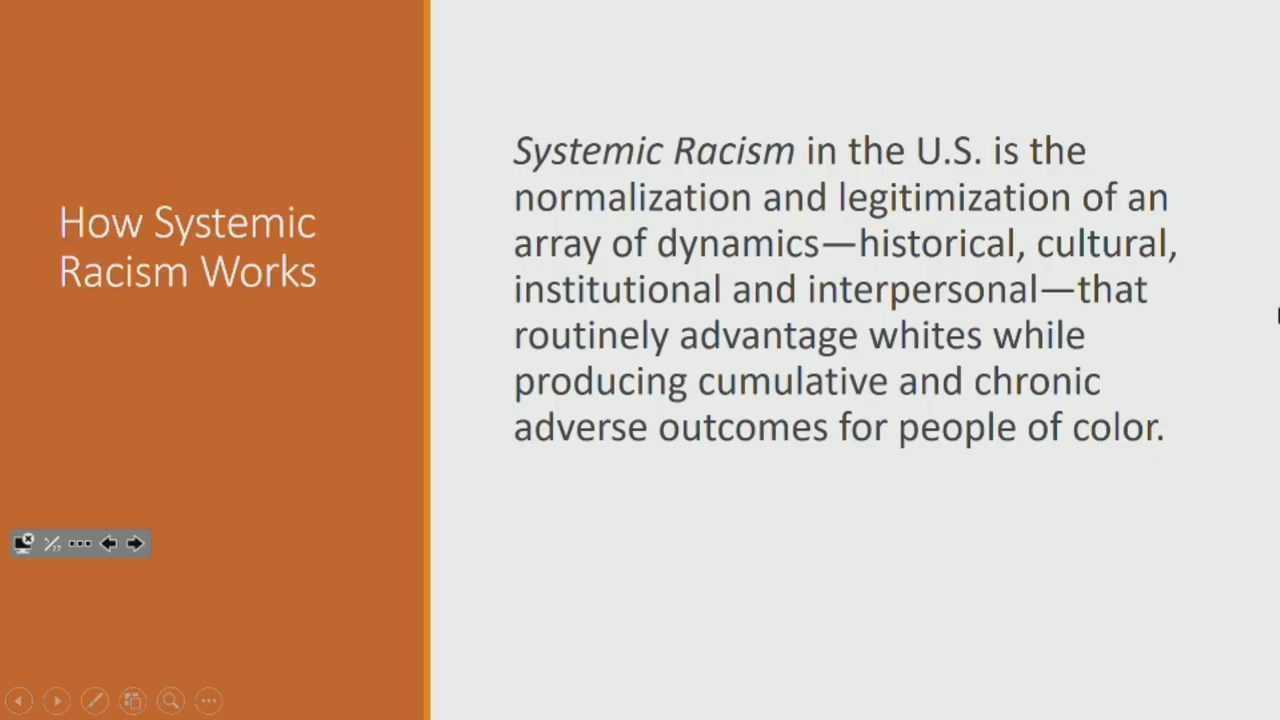 How Systemic
Racism Works
Systemic Racism in the U.S. is the
normalization and legitimization of an
array of dynamics—historical, cultural,
institutional and interpersonal—that
routinely advantage whites while
producing cumulative and chronic
adverse outcomes for people of color.